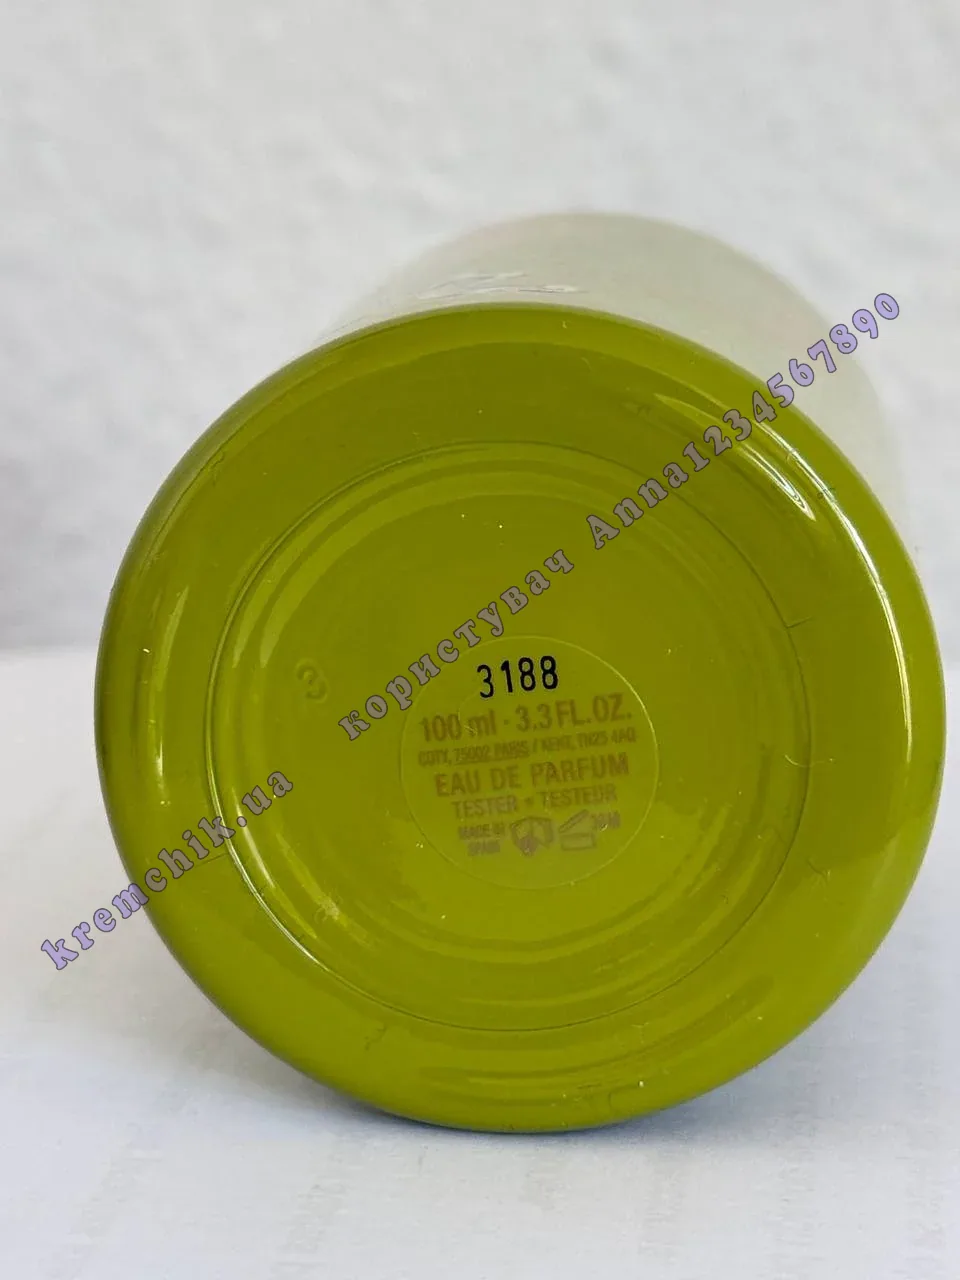 kremchik.ua користувач Anna1234567890
3
3188
100 ml · 3.3 FL.OZ.
COTY, 75002 PARIS / KENT, TN25 4AQ
EAU DE PARFUM
TESTER • TESTEUR
MADE IN
SPAIN